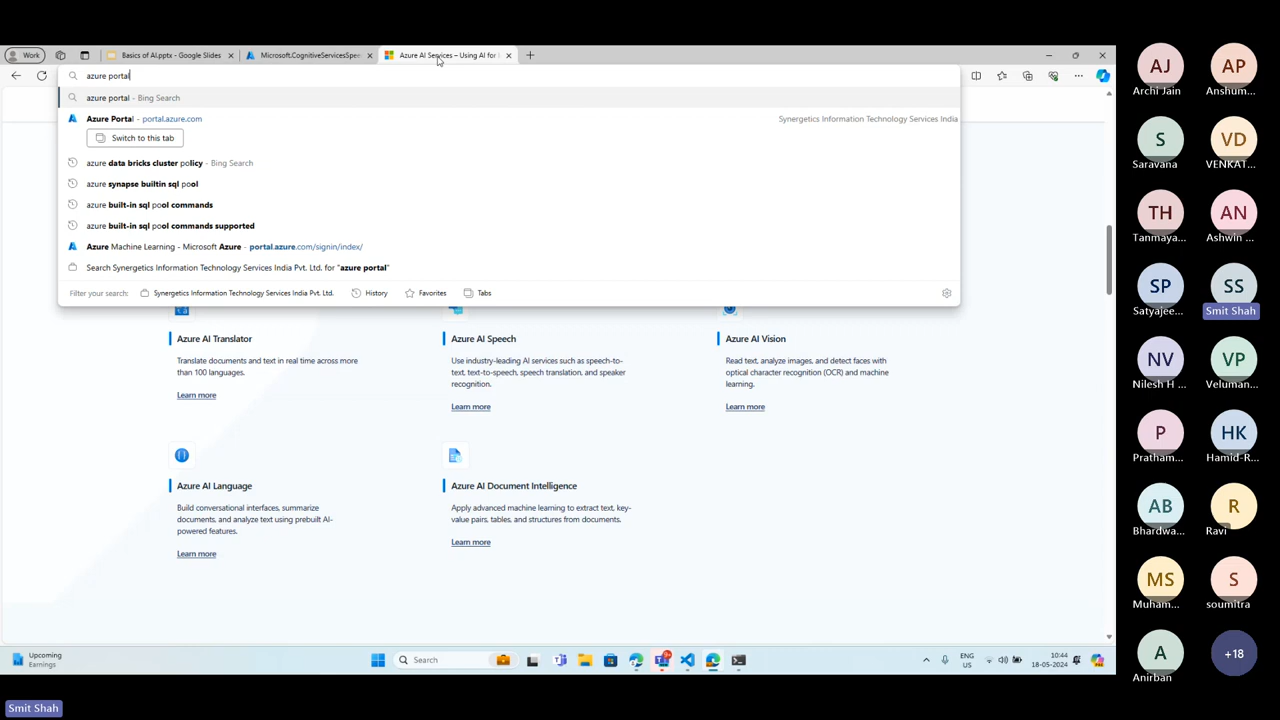 Work
Basics of AI.pptx - Google Slides
Microsoft.CognitiveServicesSpee
Azure AI Services – Using AI for I
azure portal
azure portal - Bing Search
Azure Portal - portal.azure.com
Synergetics Information Technology Services India
Switch to this tab
azure data bricks cluster policy - Bing Search
azure synapse builtin sql pool
azure built-in sql pool commands
azure built-in sql pool commands supported
Azure Machine Learning - Microsoft Azure - portal.azure.com/signin/index/
Search Synergetics Information Technology Services India Pvt. Ltd. for "azure portal"
Filter your search:
Synergetics Information Technology Services India Pvt. Ltd.
History
Favorites
Tabs
Azure AI Translator
Translate documents and text in real time across more
than 100 languages.
Learn more
Azure AI Speech
Use industry-leading AI services such as speech-to-
text, text-to-speech, speech translation, and speaker
recognition.
Learn more
Azure AI Vision
Read text, analyze images, and detect faces with
optical character recognition (OCR) and machine
learning.
Learn more
Azure AI Language
Build conversational interfaces, summarize
documents, and analyze text using prebuilt AI-
powered features.
Learn more
Azure AI Document Intelligence
Apply advanced machine learning to extract text, key-
value pairs, tables, and structures from documents.
Learn more
Upcoming
Earnings
Search
ENG
US
10:44
18-05-2024
AJ
Archi Jain
AP
Anshum...
S
Saravana
VD
VENKAT...
TH
Tanmaya...
AN
Ashwin ...
SP
Satyajee...
SS
Smit Shah
NV
Nilesh H ...
VP
Veluman...
P
Pratham...
HK
Hamid-R...
AB
Bhardwa...
R
Ravi
MS
Muham...
S
soumitra
A
Anirban
+18
Smit Shah